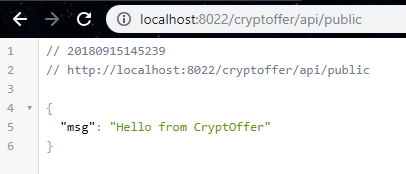 localhost:8022/cryptoffer/api/public
1 // 20180915145239
2 // http://localhost:8022/cryptoffer/api/public
3
4 {
5 "msg": "Hello from CryptOffer"
6 }